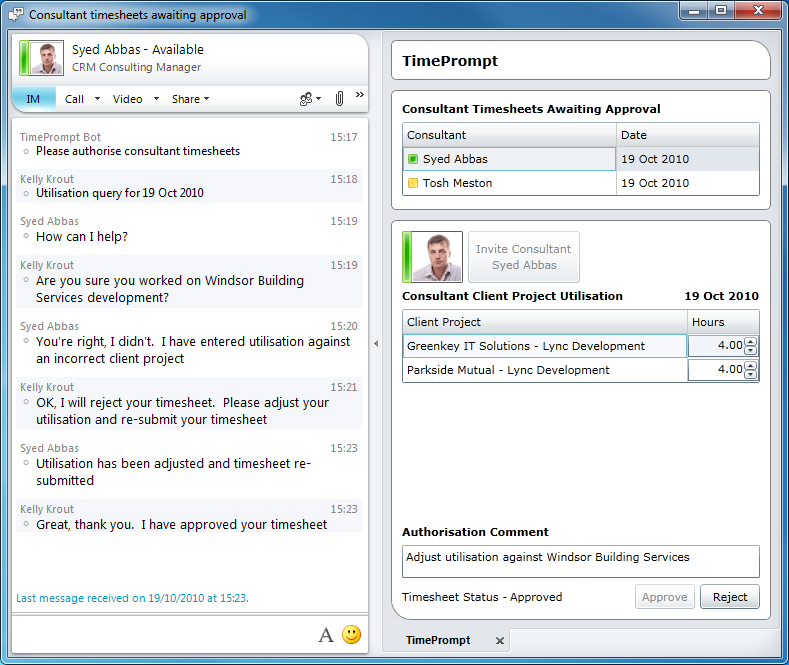 Consultant timesheets awaiting approval
Syed Abbas - Available
CRM Consulting Manager
IM Call Video Share »
TimePrompt Bot 15:17
Please authorise consultant timesheets
Kelly Krout 15:18
Utilisation query for 19 Oct 2010
Syed Abbas 15:19
How can I help?
Kelly Krout 15:19
Are you sure you worked on Windsor Building
Services development?
Syed Abbas 15:20
You're right, I didn't. I have entered utilisation against
an incorrect client project
Kelly Krout 15:21
OK, I will reject your timesheet. Please adjust your
utilisation and re-submit your timesheet
Syed Abbas 15:23
Utilisation has been adjusted and timesheet re-
submitted
Kelly Krout 15:23
Great, thank you. I have approved your timesheet
Last message received on 19/10/2010 at 15:23.
A
TimePrompt
Consultant Timesheets Awaiting Approval
Consultant Date
Syed Abbas 19 Oct 2010
Tosh Meston 19 Oct 2010
Invite Consultant
Syed Abbas
Consultant Client Project Utilisation 19 Oct 2010
Client Project Hours
Greenkey IT Solutions - Lync Development 4.00
Parkside Mutual - Lync Development 4.00
Authorisation Comment
Adjust utilisation against Windsor Building Services
Timesheet Status - Approved Approve Reject
TimePrompt